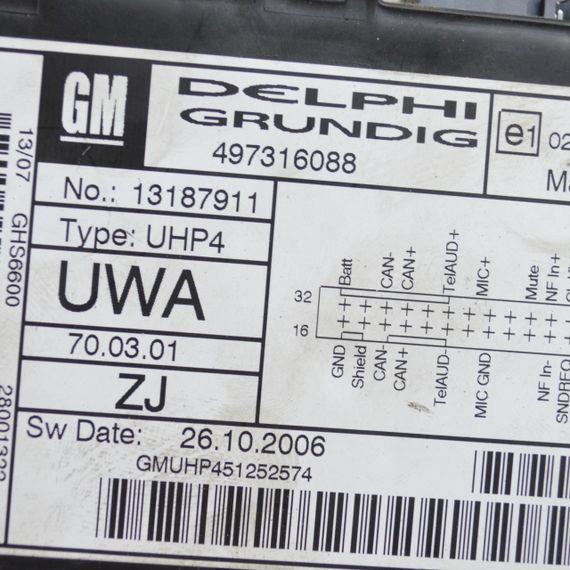 GM
DELPHI
GRUNDIG
497316088
e1
02
Ma
No.: 13187911
Type: UHP4
UWA
70.03.01
ZJ
Sw Date: 26.10.2006
GMUHP451252574
13/07 GHS6600
Batt CAN- CAN+ TelAUD+ MIC+ Mute NF In+
32
16
GND Shield CAN- CAN+ TelAUD- MIC GND NF In- SNDREQ